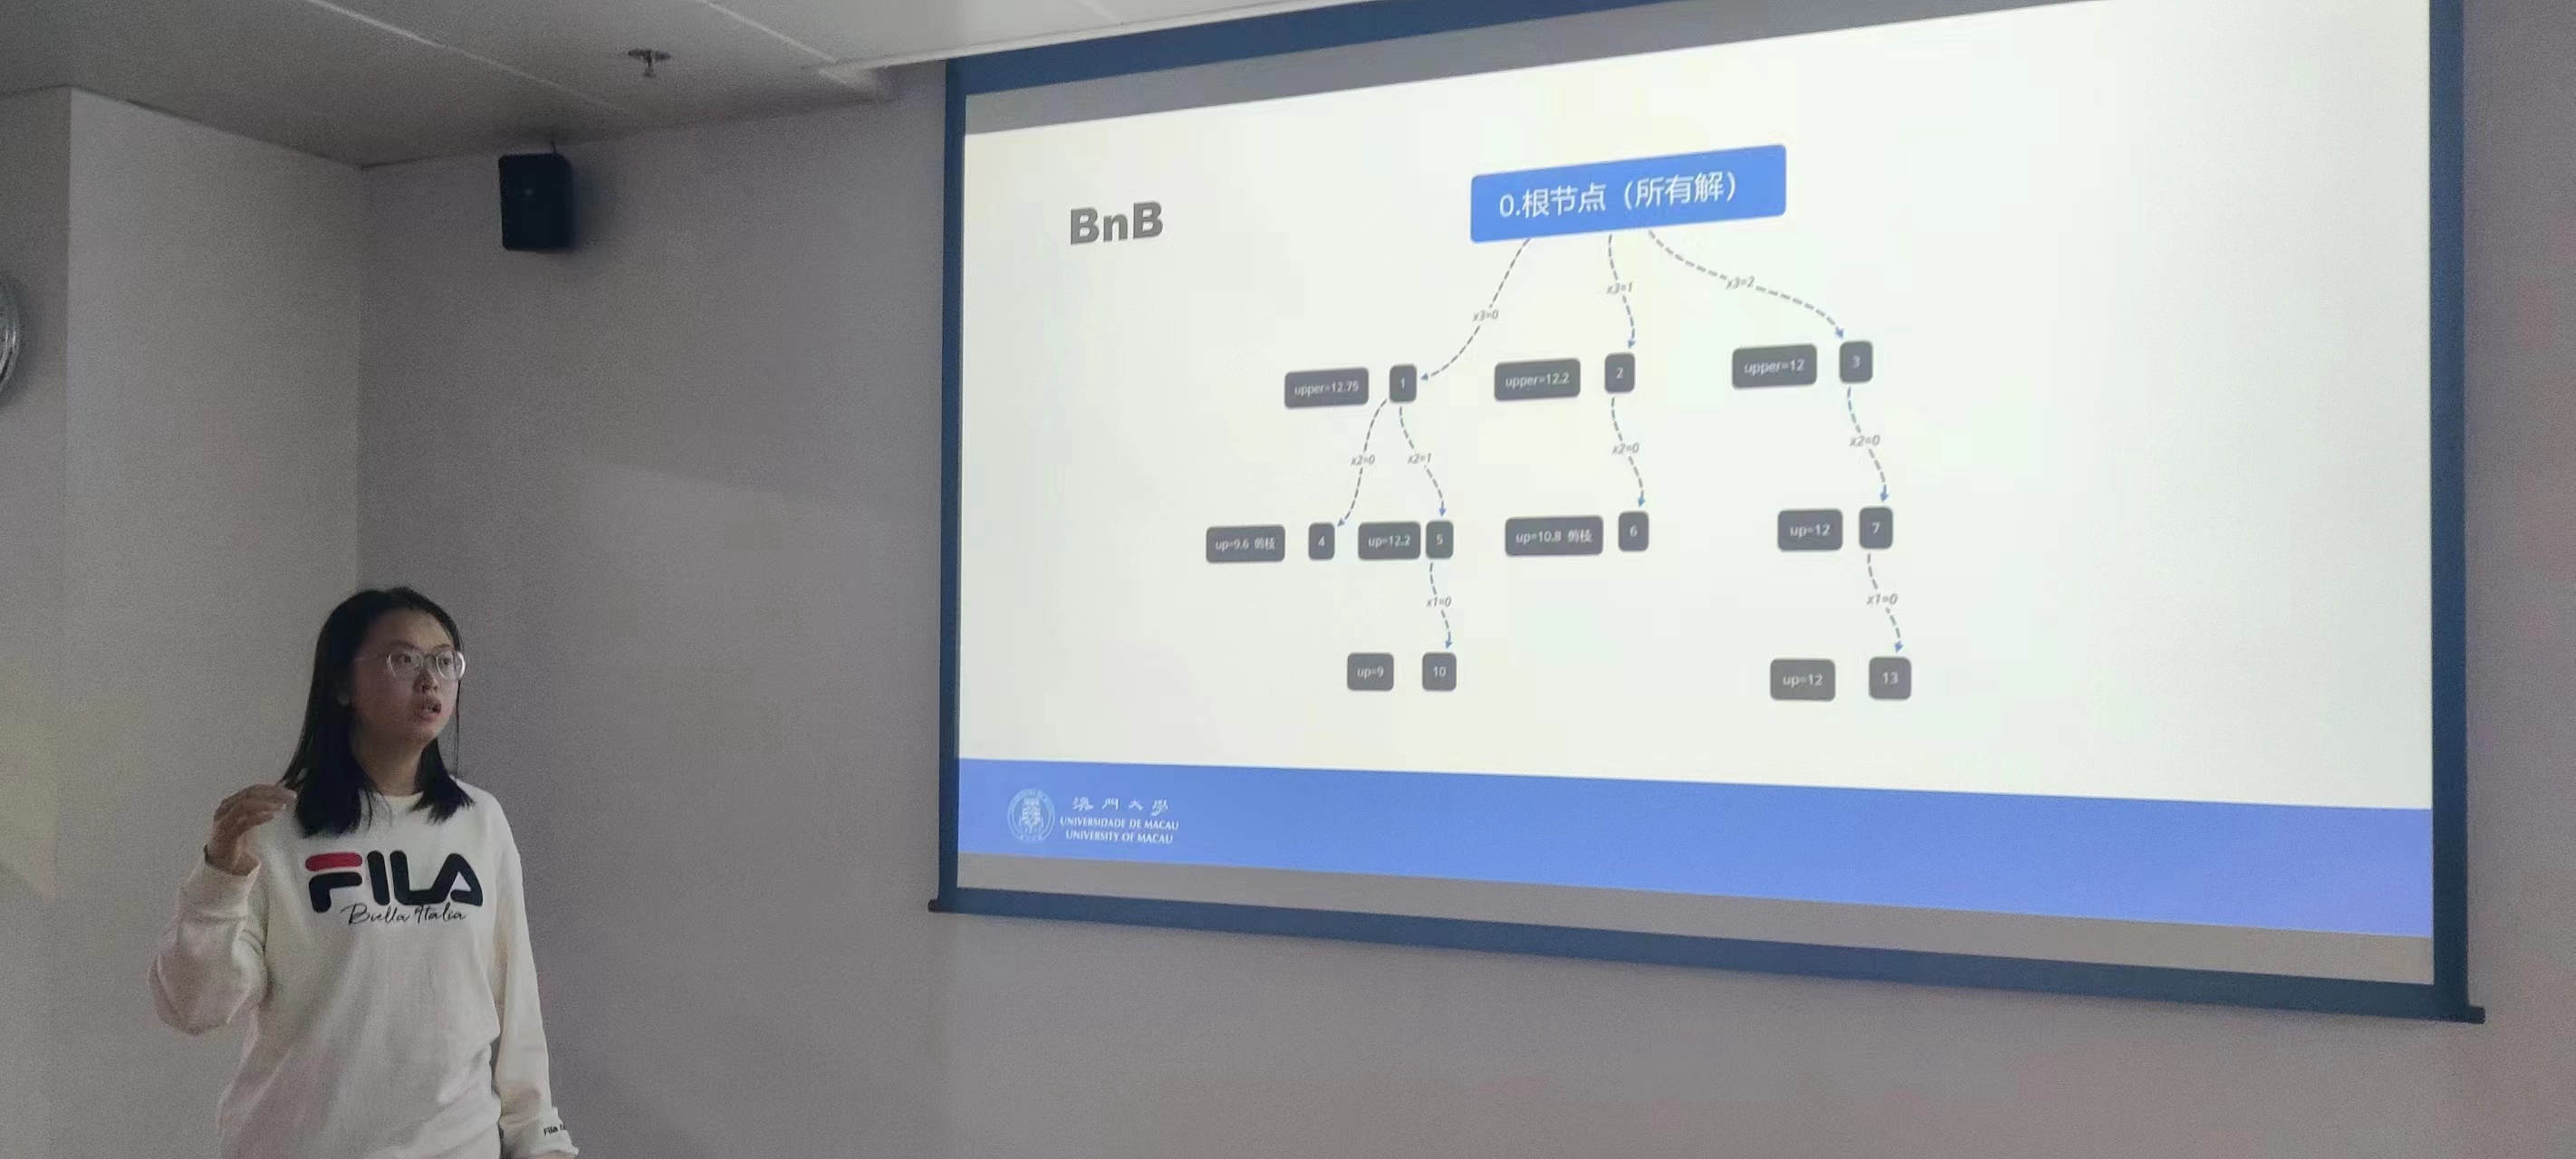 BnB
0.根节点（所有解）
x3=0
x3=1
x3=2
upper=12.75
1
upper=12.2
2
upper=12
3
x2=0
x2=1
x2=0
x2=0
up=9.6 剪枝
4
up=12.2
5
up=10.8 剪枝
6
up=12
7
x1=0
x1=0
up=9
10
up=12
13
澳門大學
UNIVERSIDADE DE MACAU
UNIVERSITY OF MACAU
FILA
Biella Italia